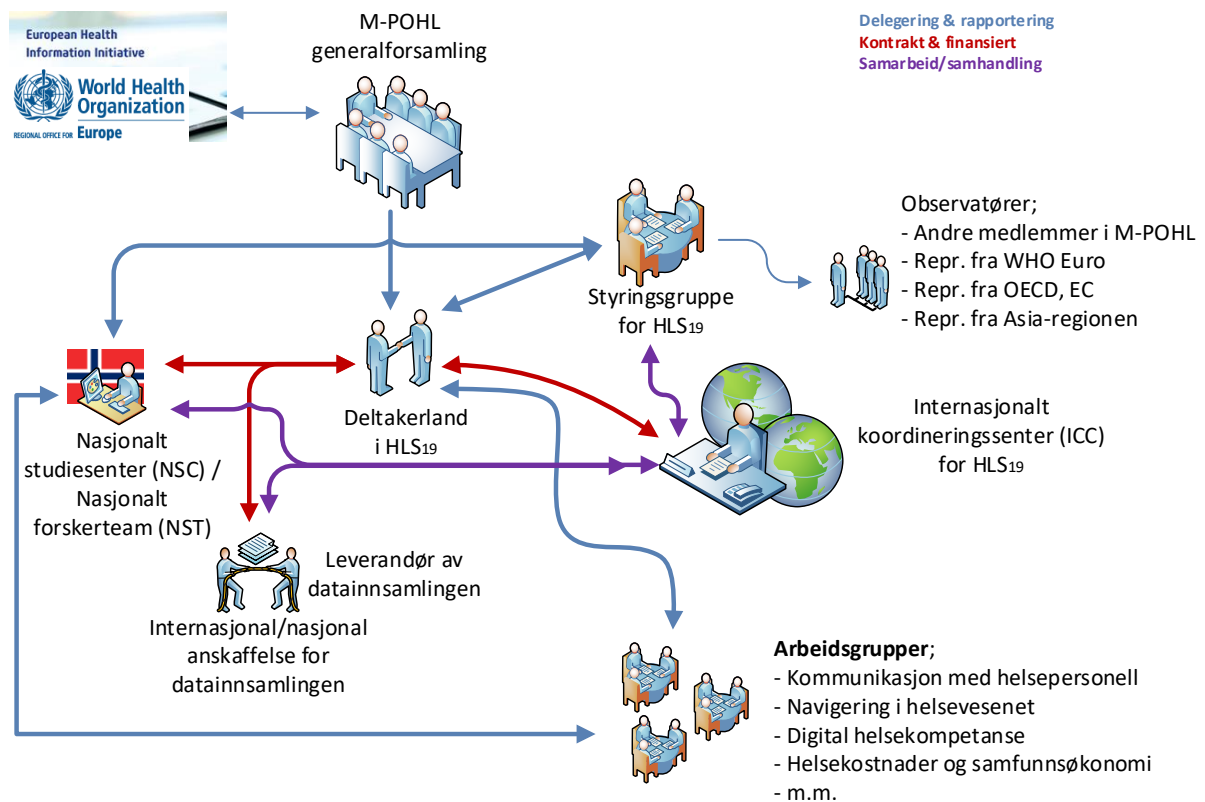 European Health
Information Initiative
World Health
Organization
REGIONAL OFFICE FOR Europe
M-POHL
generalforsamling
Delegering & rapportering
Kontrakt & finansiert
Samarbeid/samhandling
Styringsgruppe
for HLS19
Observatører;
- Andre medlemmer i M-POHL
- Repr. fra WHO Euro
- Repr. fra OECD, EC
- Repr. fra Asia-regionen
Nasjonalt
studiesenter (NSC) /
Nasjonalt
forskerteam (NST)
Deltakerland
i HLS19
Internasjonalt
koordineringssenter (ICC)
for HLS19
Leverandør av
datainnsamlingen
Internasjonal/nasjonal
anskaffelse for
datainnsamlingen
Arbeidsgrupper;
- Kommunikasjon med helsepersonell
- Navigering i helsevesenet
- Digital helsekompetanse
- Helsekostnader og samfunnsøkonomi
- m.m.